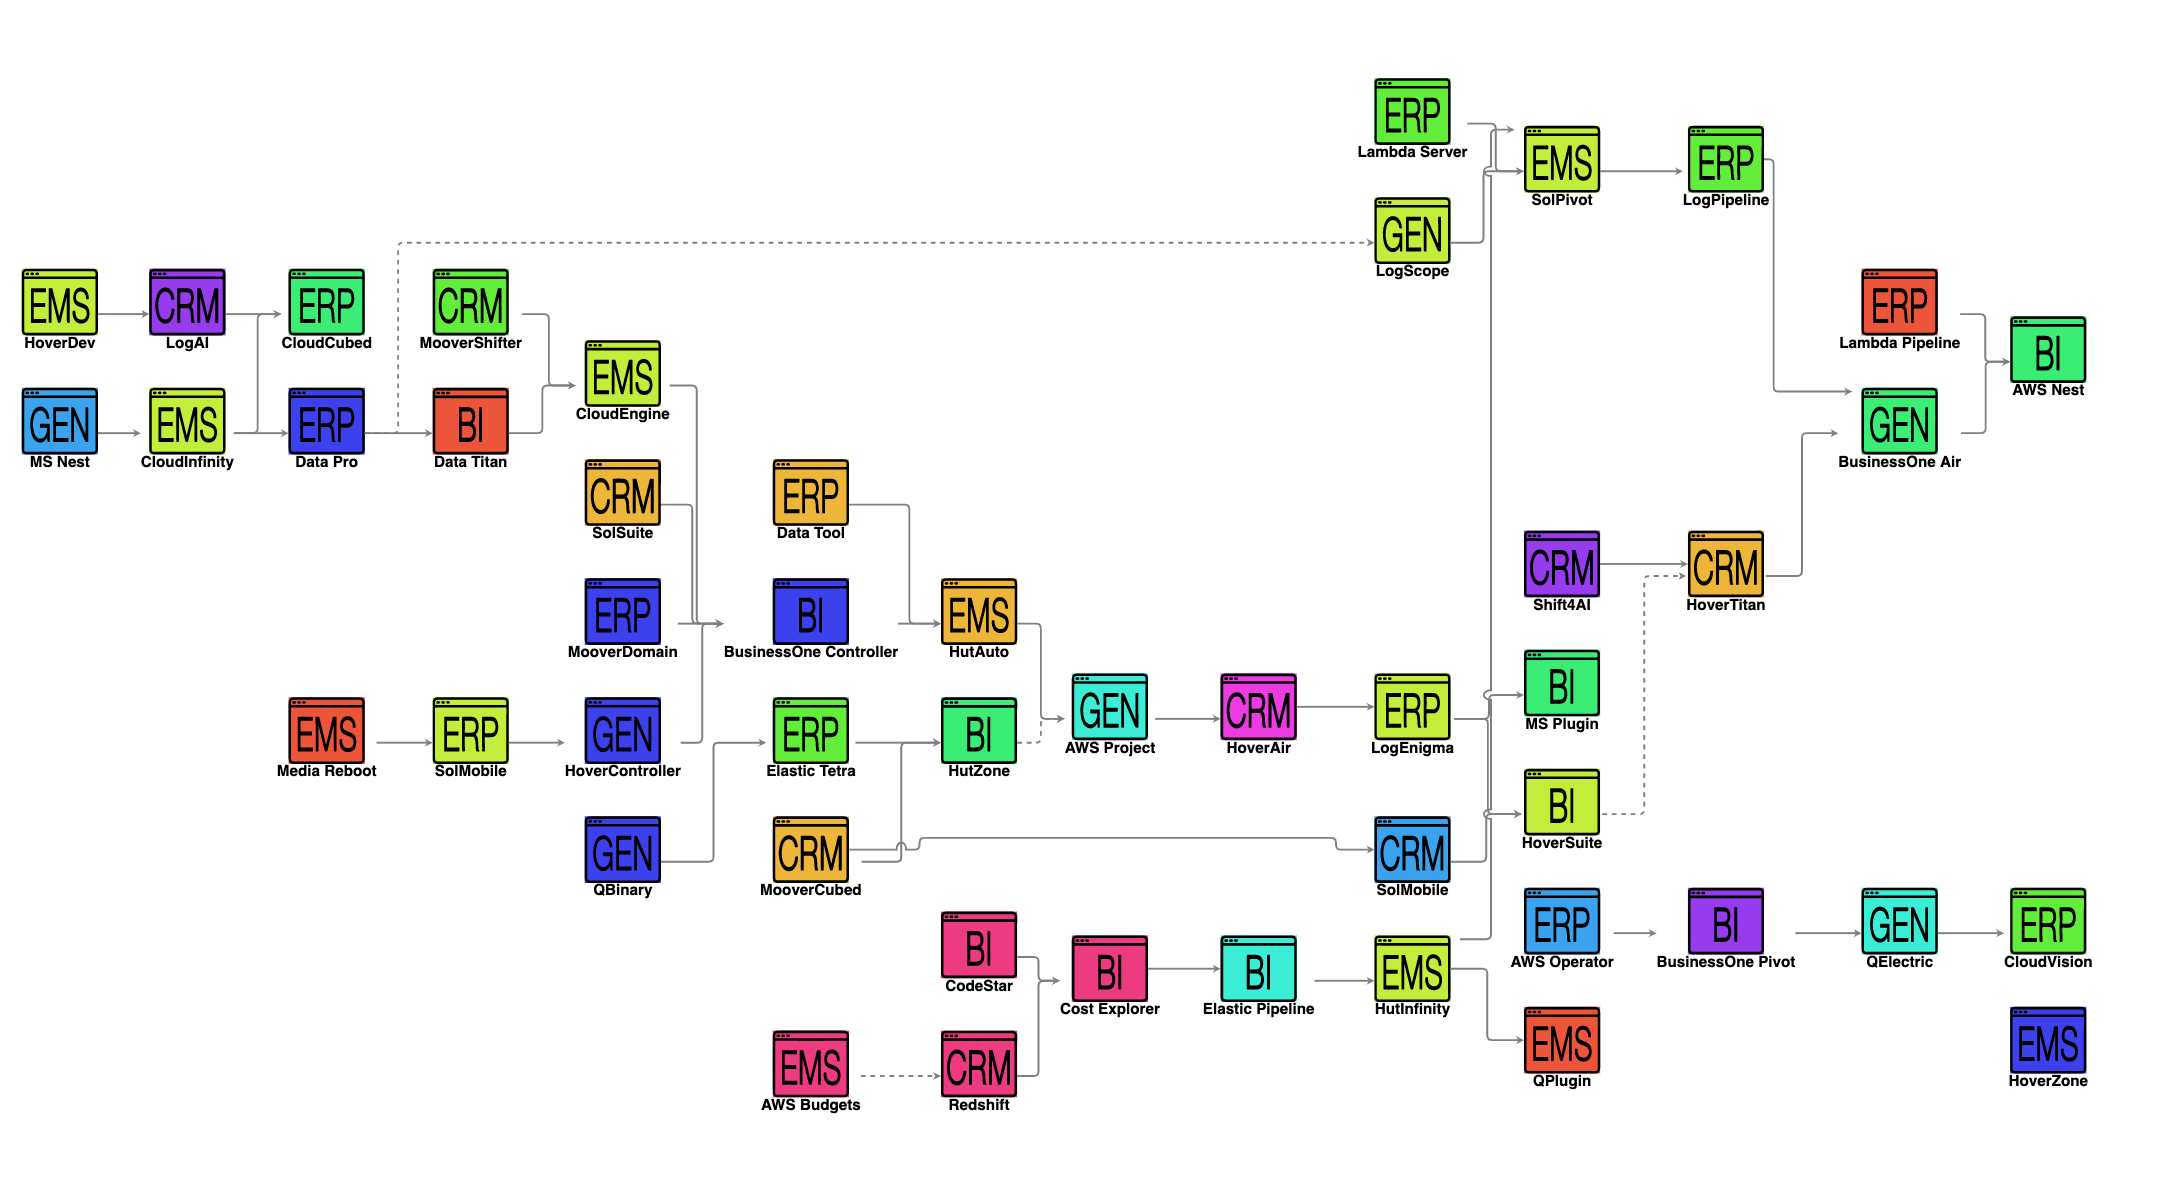 ERP
Lambda Server
EMS
SolPivot
ERP
LogPipeline
GEN
LogScope
EMS
HoverDev
CRM
LogAI
ERP
CloudCubed
CRM
MooverShifter
ERP
Lambda Pipeline
BI
AWS Nest
EMS
CloudEngine
GEN
MS Nest
EMS
CloudInfinity
ERP
Data Pro
BI
Data Titan
GEN
BusinessOne Air
CRM
SolSuite
ERP
Data Tool
CRM
Shift4AI
CRM
HoverTitan
ERP
MooverDomain
BI
BusinessOne Controller
EMS
HutAuto
BI
MS Plugin
GEN
AWS Project
CRM
HoverAir
ERP
LogEnigma
EMS
Media Reboot
ERP
SolMobile
GEN
HoverController
ERP
Elastic Tetra
BI
HutZone
BI
HoverSuite
GEN
QBinary
CRM
MooverCubed
CRM
SolMobile
ERP
AWS Operator
BI
BusinessOne Pivot
GEN
QElectric
ERP
CloudVision
BI
CodeStar
BI
Cost Explorer
BI
Elastic Pipeline
EMS
HutInfinity
EMS
QPlugin
EMS
HoverZone
EMS
AWS Budgets
CRM
Redshift